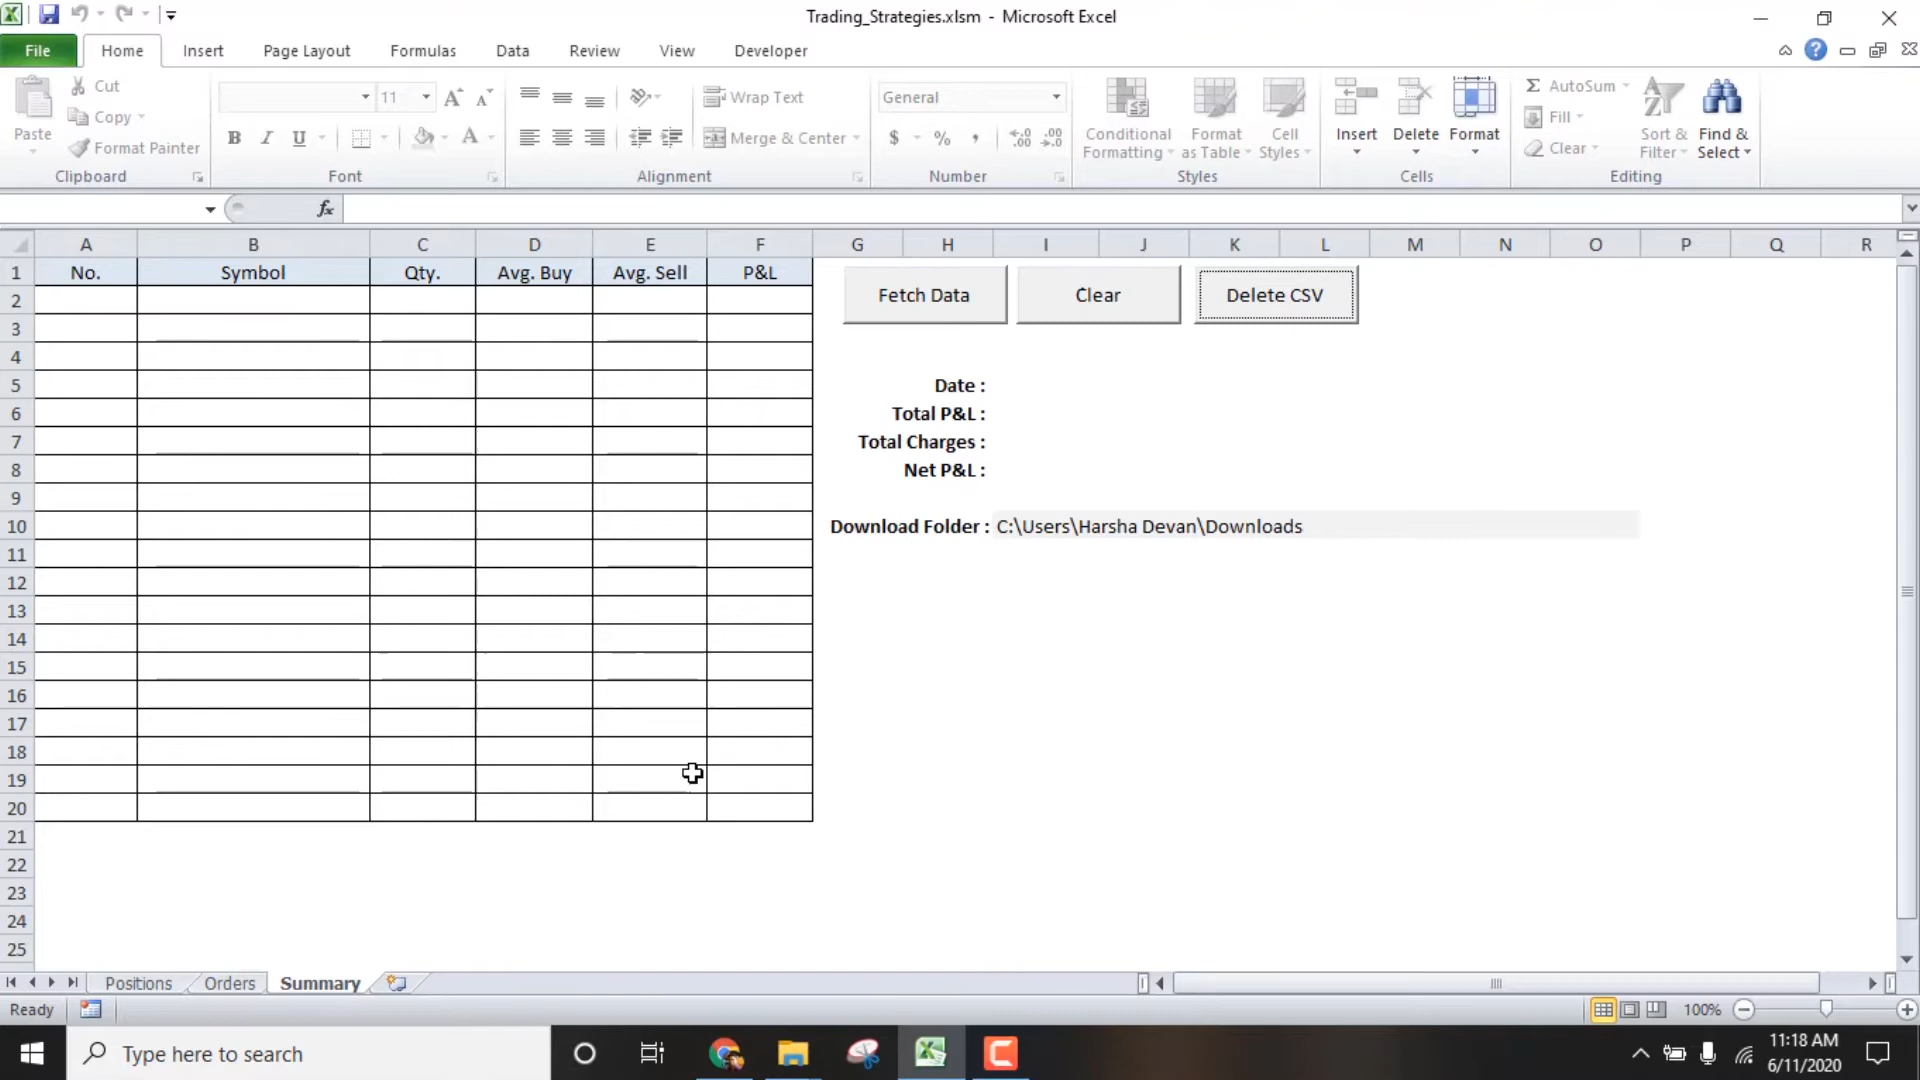 Trading_Strategies.xlsm - Microsoft Excel
File Home Insert Page Layout Formulas Data Review View Developer
Paste
Cut
Copy
Format Painter
Clipboard
11
B I U
Font
Wrap Text
Merge & Center
Alignment
General
$ % ,
Number
Conditional Formatting
Format as Table
Cell Styles
Styles
Insert
Delete
Format
Cells
Σ AutoSum
Fill
Clear
Sort & Filter
Find & Select
Editing
fx
A B C D E F G H I J K L M N O P Q R
1 No. Symbol Qty. Avg. Buy Avg. Sell P&L
Fetch Data Clear Delete CSV
2
3
4
5 Date :
6 Total P&L :
7 Total Charges :
8 Net P&L :
9
10 Download Folder : C:\Users\Harsha Devan\Downloads
11
12
13
14
15
16
17
18
19
20
21
22
23
24
25
Positions Orders Summary
Ready 100%
Type here to search
11:18 AM
6/11/2020